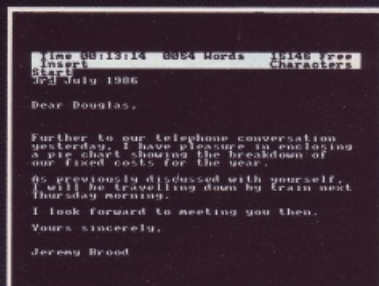 Time 00:13:14 0054 Words 15146 Free
Insert Characters
Start
3rd July 1986
Dear Douglas,
Further to our telephone conversation
yesterday, I have pleasure in enclosing
a pie chart showing the breakdown of
our fixed costs for the year.
As previously discussed with yourself,
I will be travelling down by train next
Thursday morning.
I look forward to meeting you then.
Yours sincerely,
Jeremy Brood